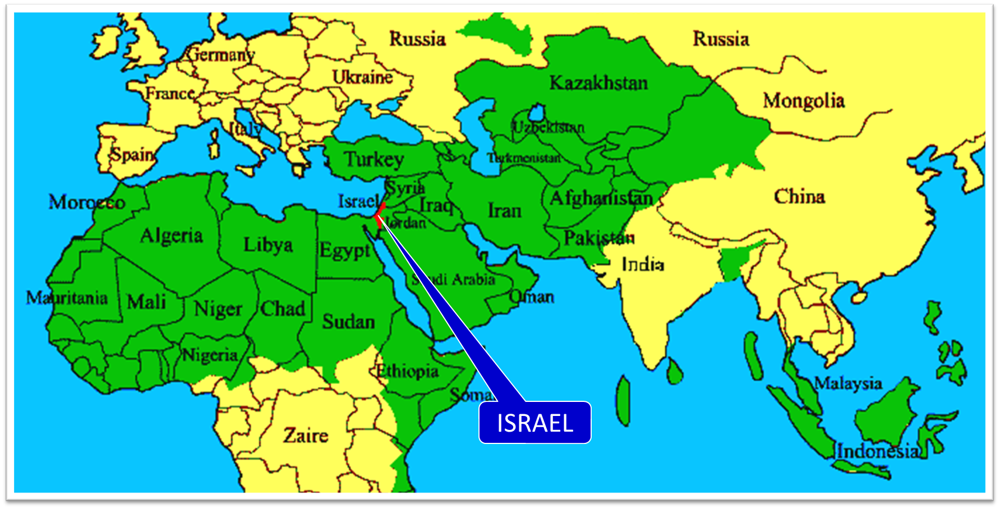 Russia
Russia
Germany
Ukraine
Kazakhstan
France
Mongolia
Italy
Uzbekistan
Spain
Turkey
Turkmenistan
Syria
China
Morocco
Israel
Iraq
Iran
Afghanistan
Jordan
Algeria
Libya
Egypt
Pakistan
India
Saudi Arabia
Mauritania
Mali
Niger
Chad
Oman
Sudan
Nigeria
Ethiopia
Malaysia
Soma
ISRAEL
Zaire
Indonesia